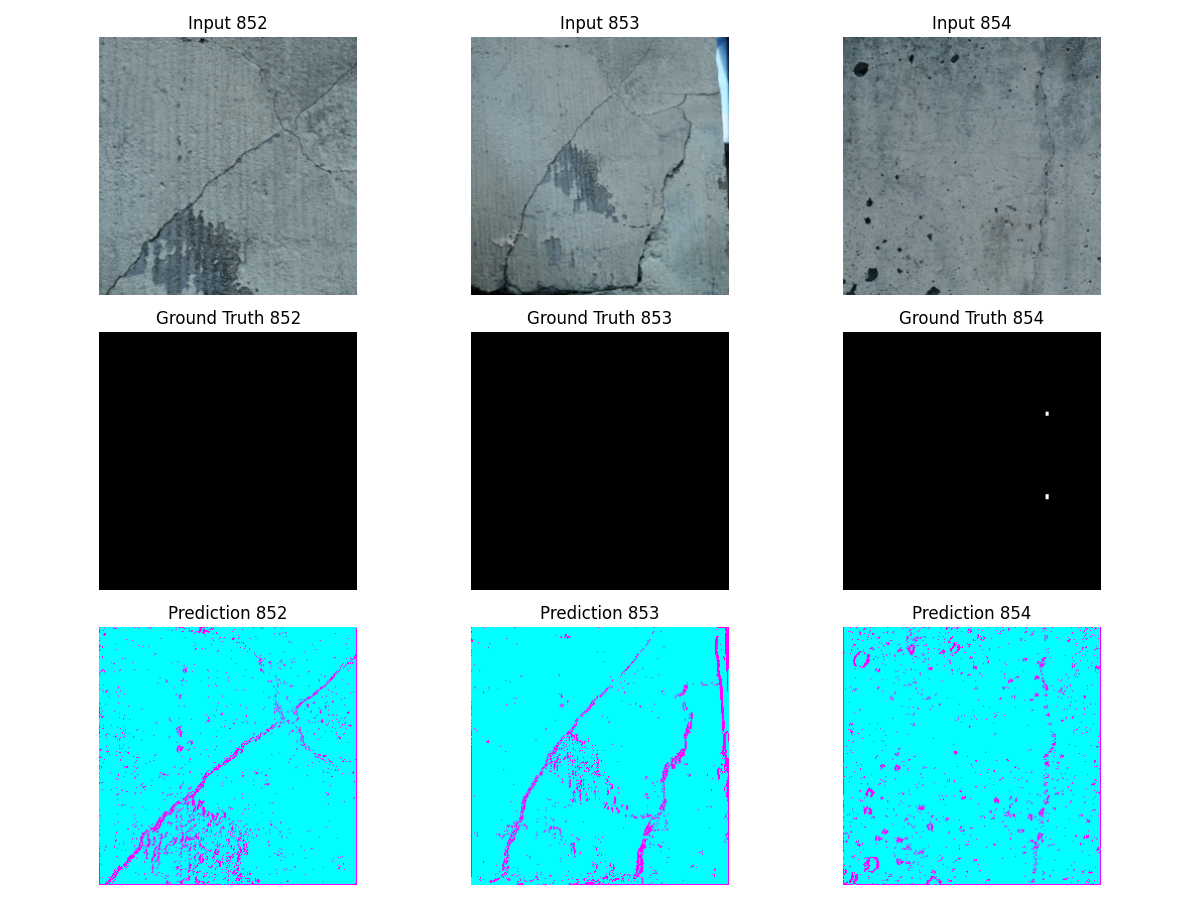 Input 852
Input 853
Input 854
Ground Truth 852
Ground Truth 853
Ground Truth 854
Prediction 852
Prediction 853
Prediction 854